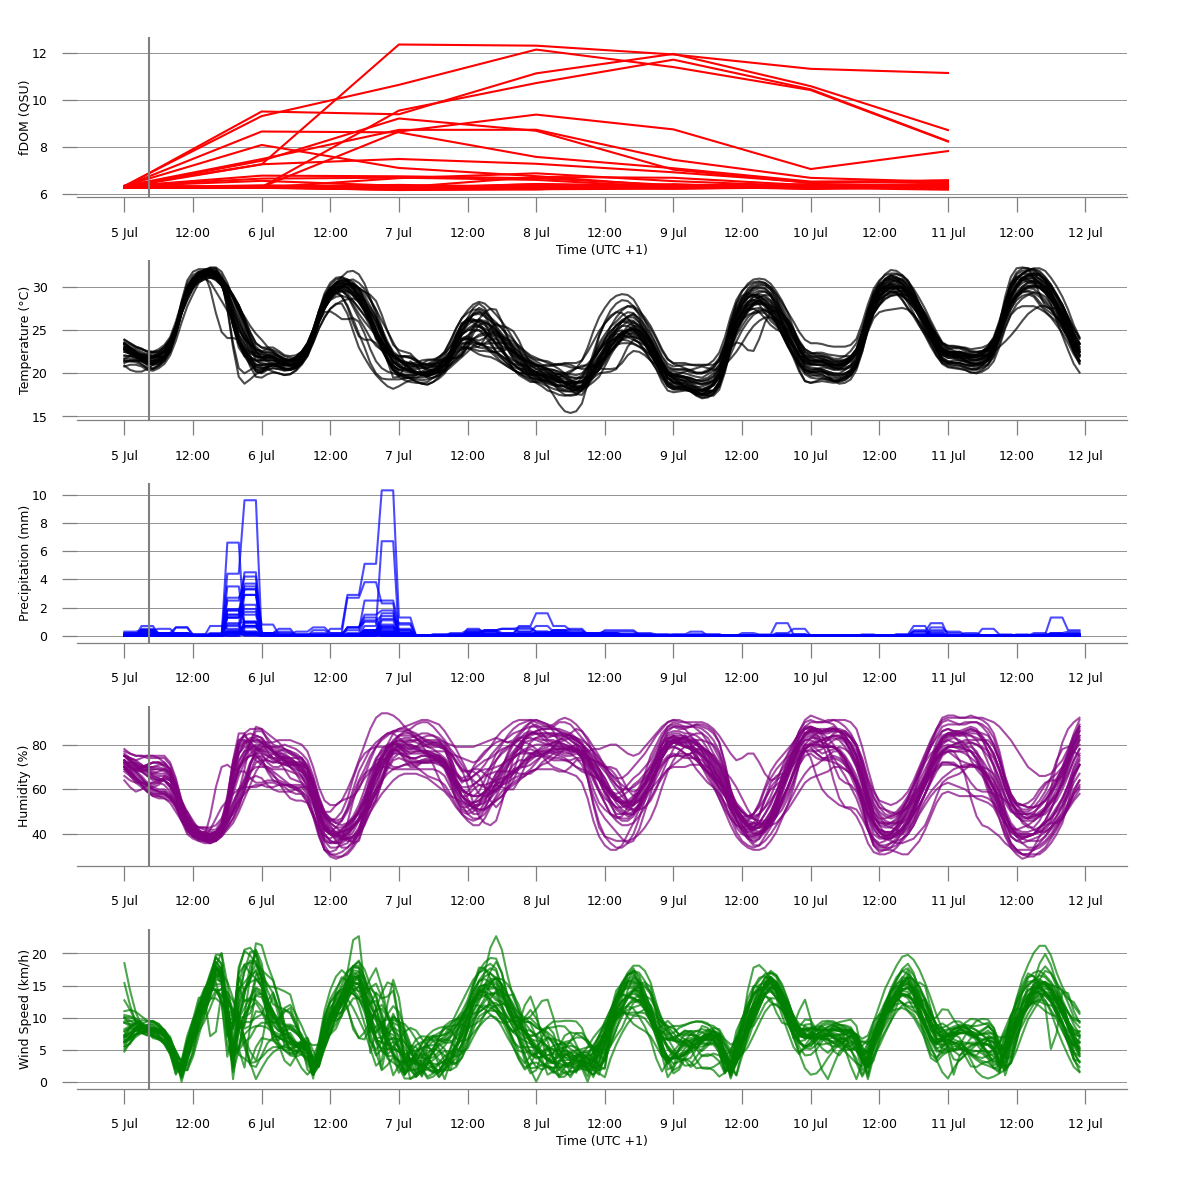 fDOM (QSU)
12
10
8
6
5 Jul 12:00 6 Jul 12:00 7 Jul 12:00 8 Jul 12:00 9 Jul 12:00 10 Jul 12:00 11 Jul 12:00 12 Jul
Time (UTC +1)
Temperature (°C)
30
25
20
15
5 Jul 12:00 6 Jul 12:00 7 Jul 12:00 8 Jul 12:00 9 Jul 12:00 10 Jul 12:00 11 Jul 12:00 12 Jul
Precipitation (mm)
10
8
6
4
2
0
5 Jul 12:00 6 Jul 12:00 7 Jul 12:00 8 Jul 12:00 9 Jul 12:00 10 Jul 12:00 11 Jul 12:00 12 Jul
Humidity (%)
80
60
40
5 Jul 12:00 6 Jul 12:00 7 Jul 12:00 8 Jul 12:00 9 Jul 12:00 10 Jul 12:00 11 Jul 12:00 12 Jul
Wind Speed (km/h)
20
15
10
5
0
5 Jul 12:00 6 Jul 12:00 7 Jul 12:00 8 Jul 12:00 9 Jul 12:00 10 Jul 12:00 11 Jul 12:00 12 Jul
Time (UTC +1)